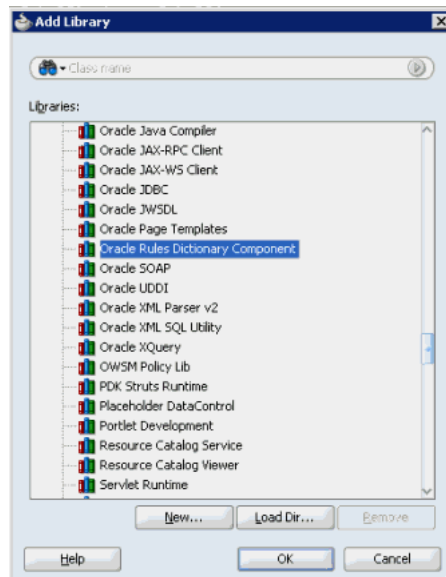 Add Library
Class name
Libraries:
Oracle Java Compiler
Oracle JAX-RPC Client
Oracle JAX-WS Client
Oracle JDBC
Oracle JWSDL
Oracle Page Templates
Oracle Rules Dictionary Component
Oracle SOAP
Oracle UDDI
Oracle XML Parser v2
Oracle XML SQL Utility
Oracle XQuery
OWSM Policy Lib
PDK Struts Runtime
Placeholder DataControl
Portlet Development
Resource Catalog Service
Resource Catalog Viewer
Servlet Runtime
New... Load Dir... Remove
Help OK Cancel